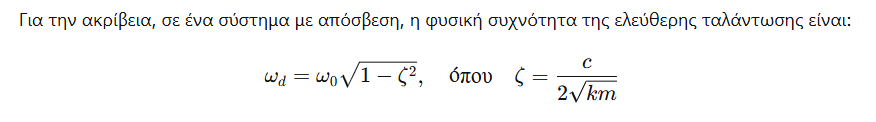 Για την ακρίβεια, σε ένα σύστημα με απόσβεση, η φυσική συχνότητα της ελεύθερης ταλάντωσης είναι:
ω_d = ω_0√(1 − ζ²), όπου ζ = c / (2√(km))